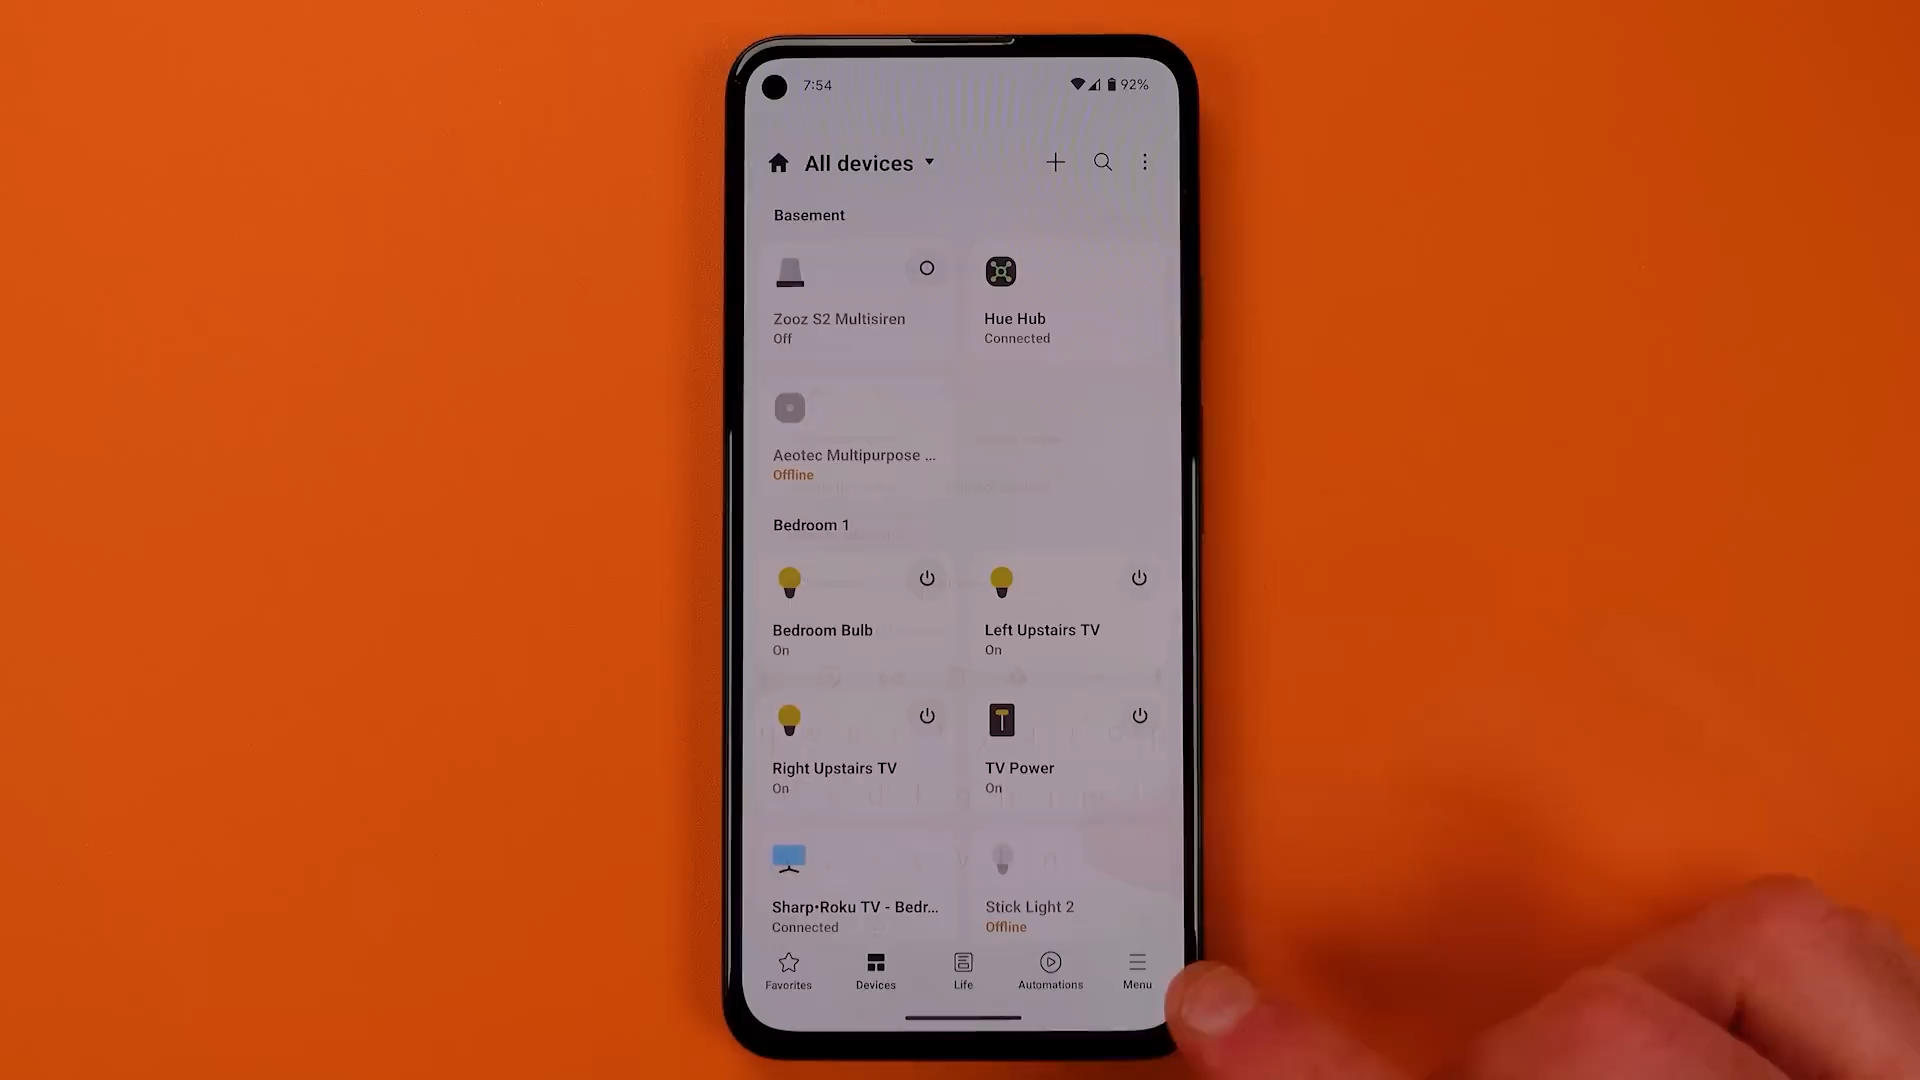 7:54
92%
All devices
Basement
Zooz S2 Multisiren
Off
Hue Hub
Connected
Aeotec Multipurpose ...
Offline
Bedroom 1
Bedroom Bulb
On
Left Upstairs TV
On
Right Upstairs TV
On
TV Power
On
Sharp•Roku TV - Bedr...
Connected
Stick Light 2
Offline
Favorites
Devices
Life
Automations
Menu